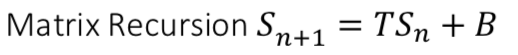 Matrix Recursion $S_{n+1} = TS_n + B$